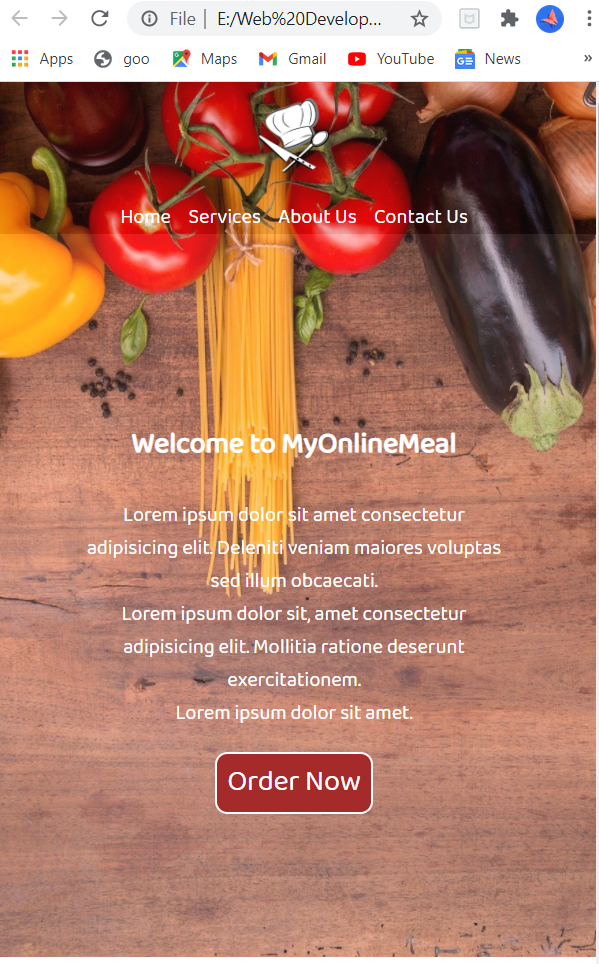 File | E:/Web%20Develop...
Apps goo Maps Gmail YouTube News »
Home Services About Us Contact Us
Welcome to MyOnlineMeal
Lorem ipsum dolor sit amet consectetur
adipisicing elit. Deleniti veniam maiores voluptas
sed illum obcaecati.
Lorem ipsum dolor sit, amet consectetur
adipisicing elit. Mollitia ratione deserunt
exercitationem.
Lorem ipsum dolor sit amet.
Order Now